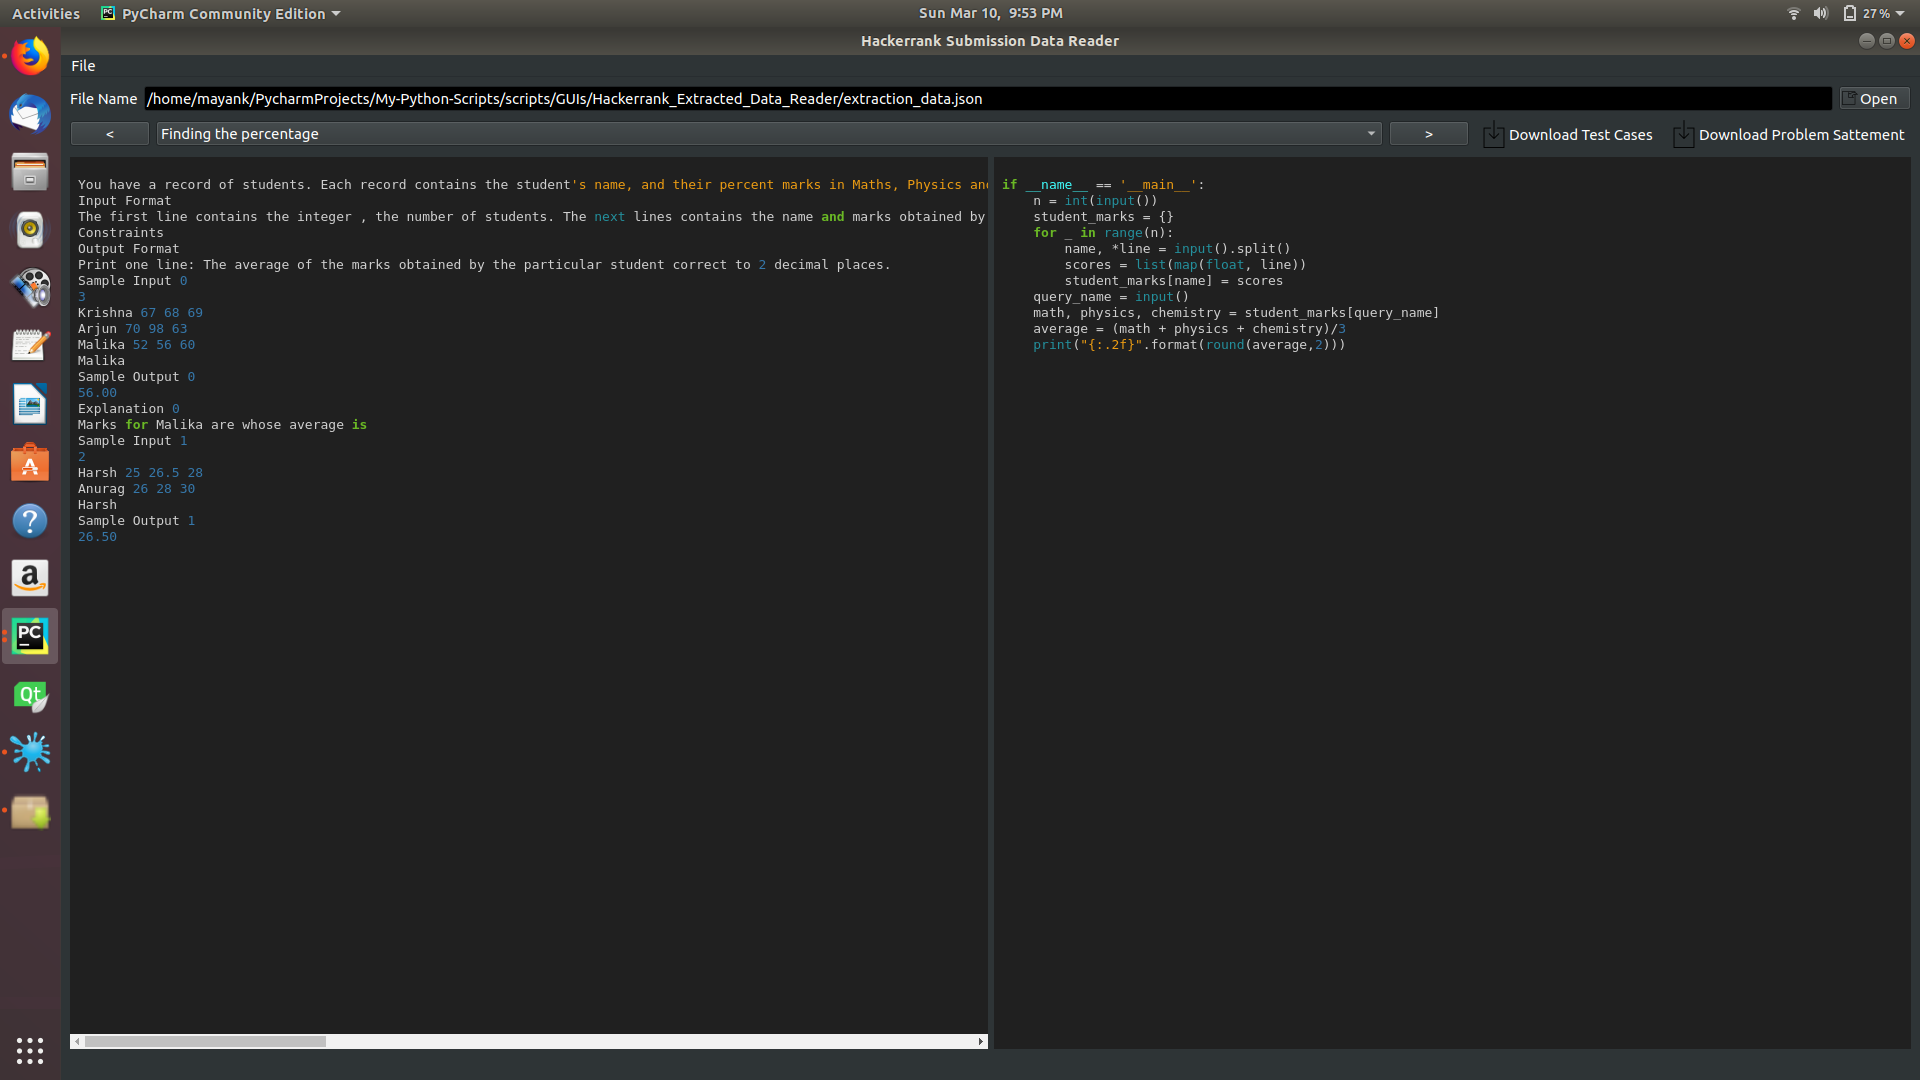 Activities
PyCharm Community Edition
Sun Mar 10, 9:53 PM
27%
Hackerrank Submission Data Reader
File
File Name /home/mayank/PycharmProjects/My-Python-Scripts/scripts/GUIs/Hackerrank_Extracted_Data_Reader/extraction_data.json Open
< Finding the percentage > Download Test Cases Download Problem Sattement
You have a record of students. Each record contains the student's name, and their percent marks in Maths, Physics and
Input Format
The first line contains the integer , the number of students. The next lines contains the name and marks obtained by
Constraints
Output Format
Print one line: The average of the marks obtained by the particular student correct to 2 decimal places.
Sample Input 0
3
Krishna 67 68 69
Arjun 70 98 63
Malika 52 56 60
Malika
Sample Output 0
56.00
Explanation 0
Marks for Malika are whose average is
Sample Input 1
2
Harsh 25 26.5 28
Anurag 26 28 30
Harsh
Sample Output 1
26.50
if __name__ == '__main__':
    n = int(input())
    student_marks = {}
    for _ in range(n):
        name, *line = input().split()
        scores = list(map(float, line))
        student_marks[name] = scores
    query_name = input()
    math, physics, chemistry = student_marks[query_name]
    average = (math + physics + chemistry)/3
    print("{:.2f}".format(round(average,2)))
A
?
a
PC
Qt